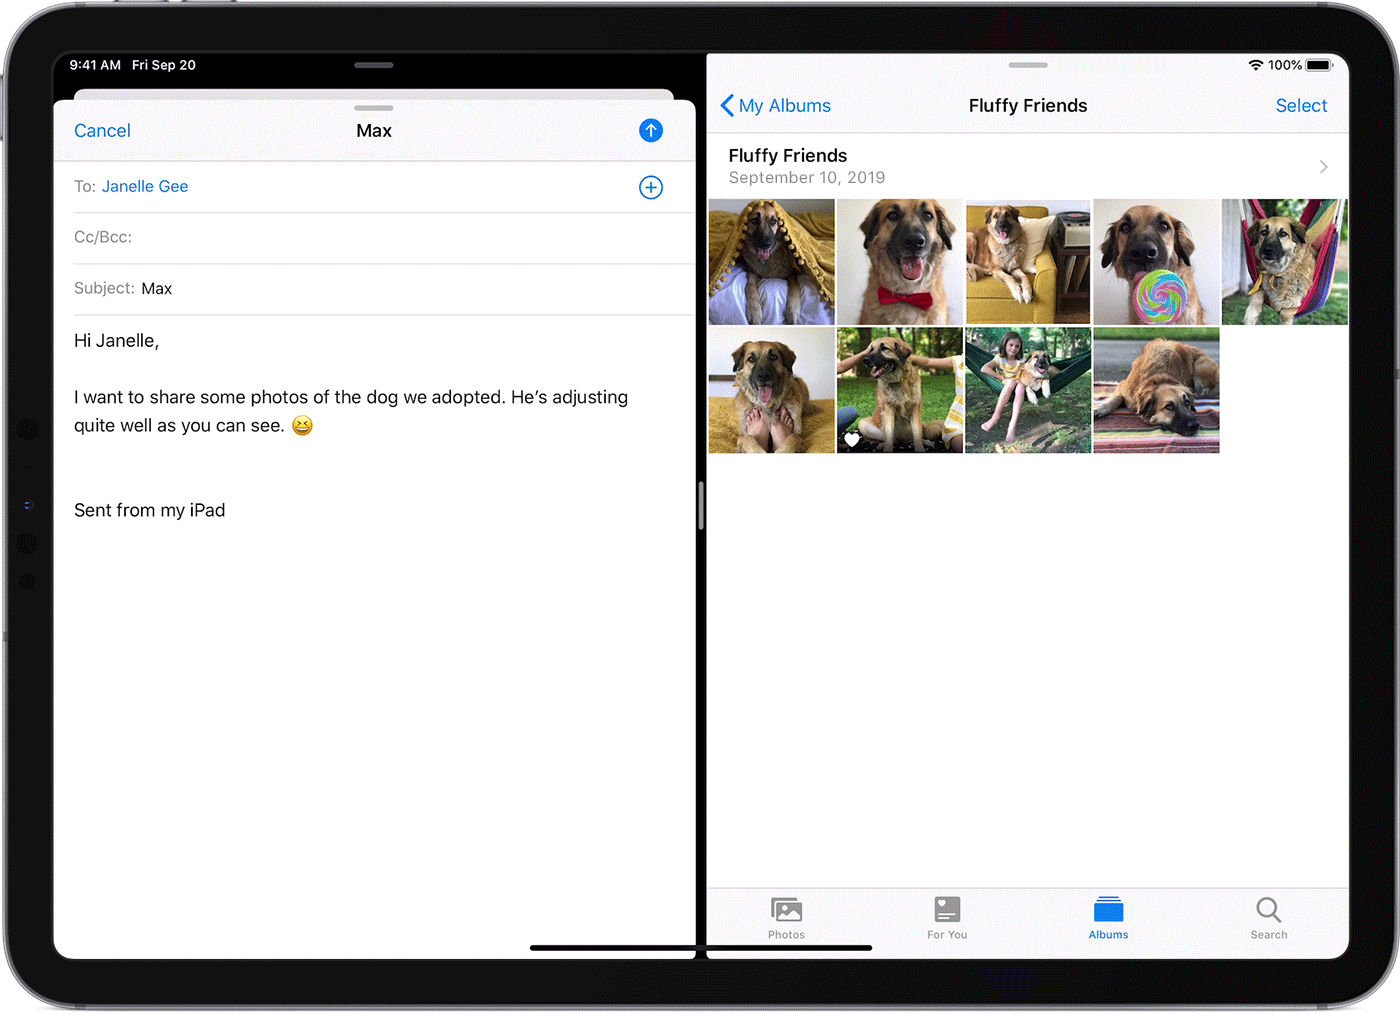 9:41 AM Fri Sep 20
Cancel Max
To: Janelle Gee
Cc/Bcc:
Subject: Max
Hi Janelle,
I want to share some photos of the dog we adopted. He’s adjusting
quite well as you can see. 😆
Sent from my iPad
100%
My Albums Fluffy Friends Select
Fluffy Friends
September 10, 2019
Photos For You Albums Search